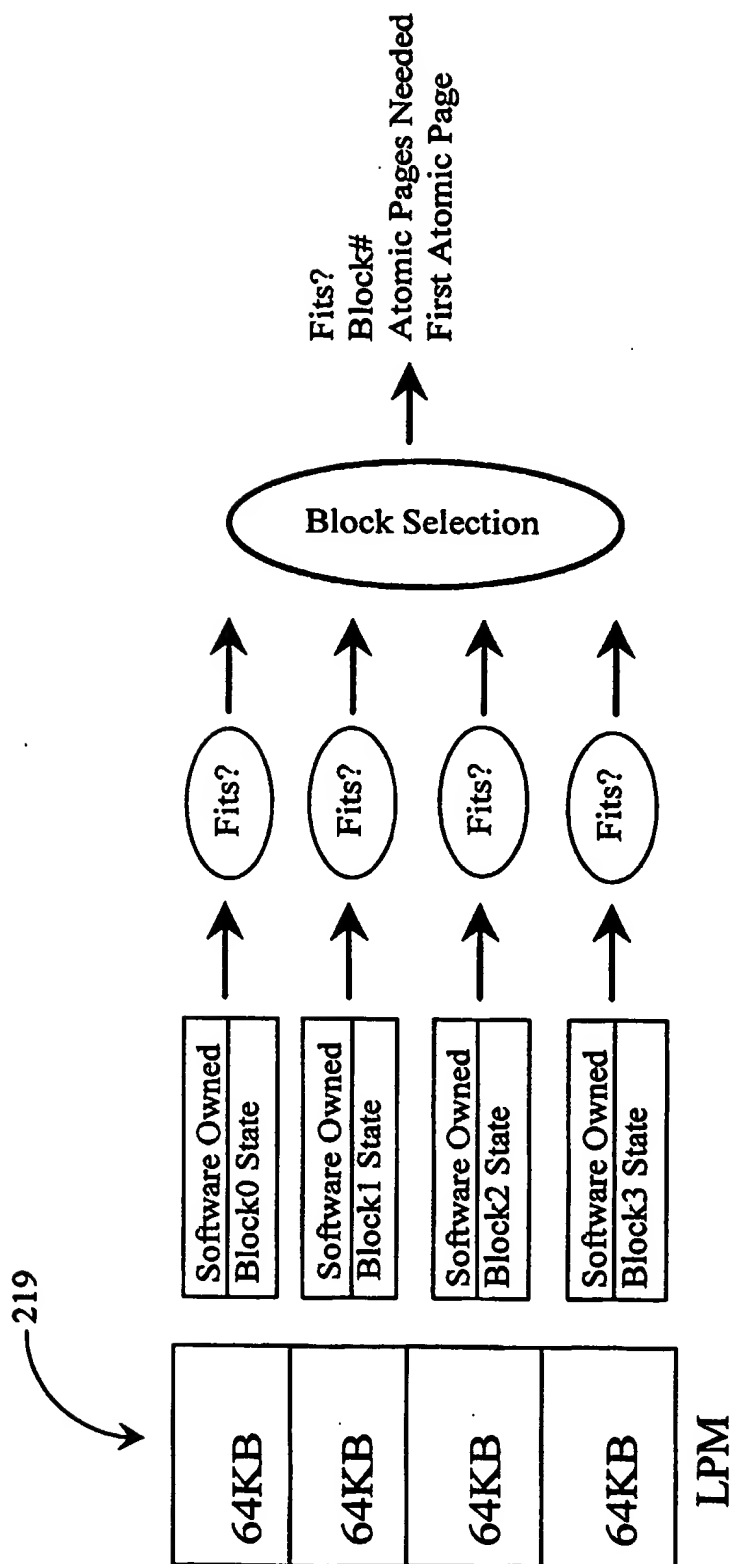 219
64KB
64KB
64KB
64KB
LPM
Software Owned
Block0 State
Software Owned
Block1 State
Software Owned
Block2 State
Software Owned
Block3 State
Fits?
Fits?
Fits?
Fits?
Block Selection
Fits?
Block#
Atomic Pages Needed
First Atomic Page